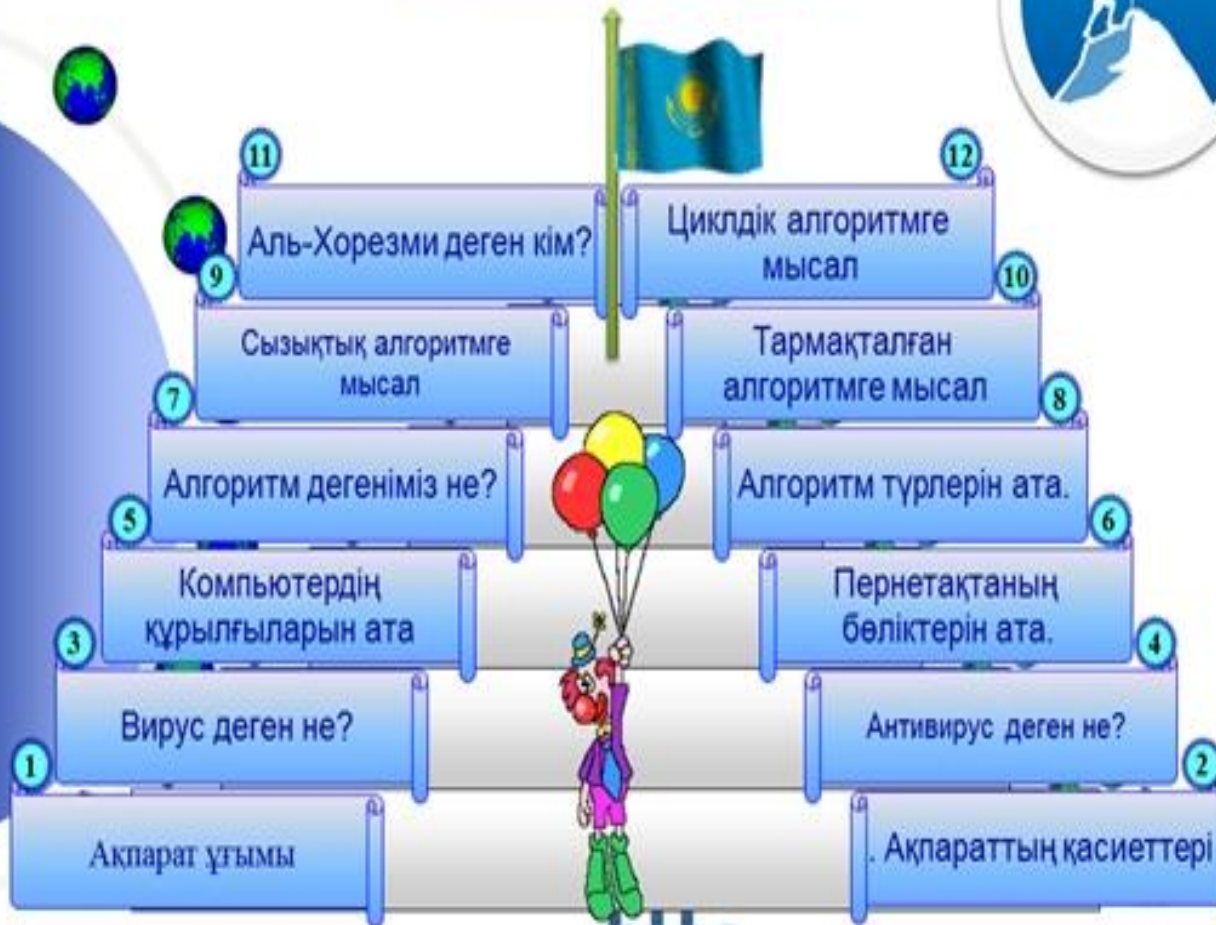 11
12
Аль-Хорезми деген кім?
Циклдік алгоритмге
мысал
9
10
Сызықтық алгоритмге
мысал
Тармақталған
алгоритмге мысал
7
8
Алгоритм дегеніміз не?
Алгоритм түрлерін ата.
5
6
Компьютердің
құрылғыларын ата
Пернетақтаның
бөліктерін ата.
3
4
Вирус деген не?
Антивирус деген не?
1
2
Ақпарат ұғымы
. Ақпараттың қасиеттері